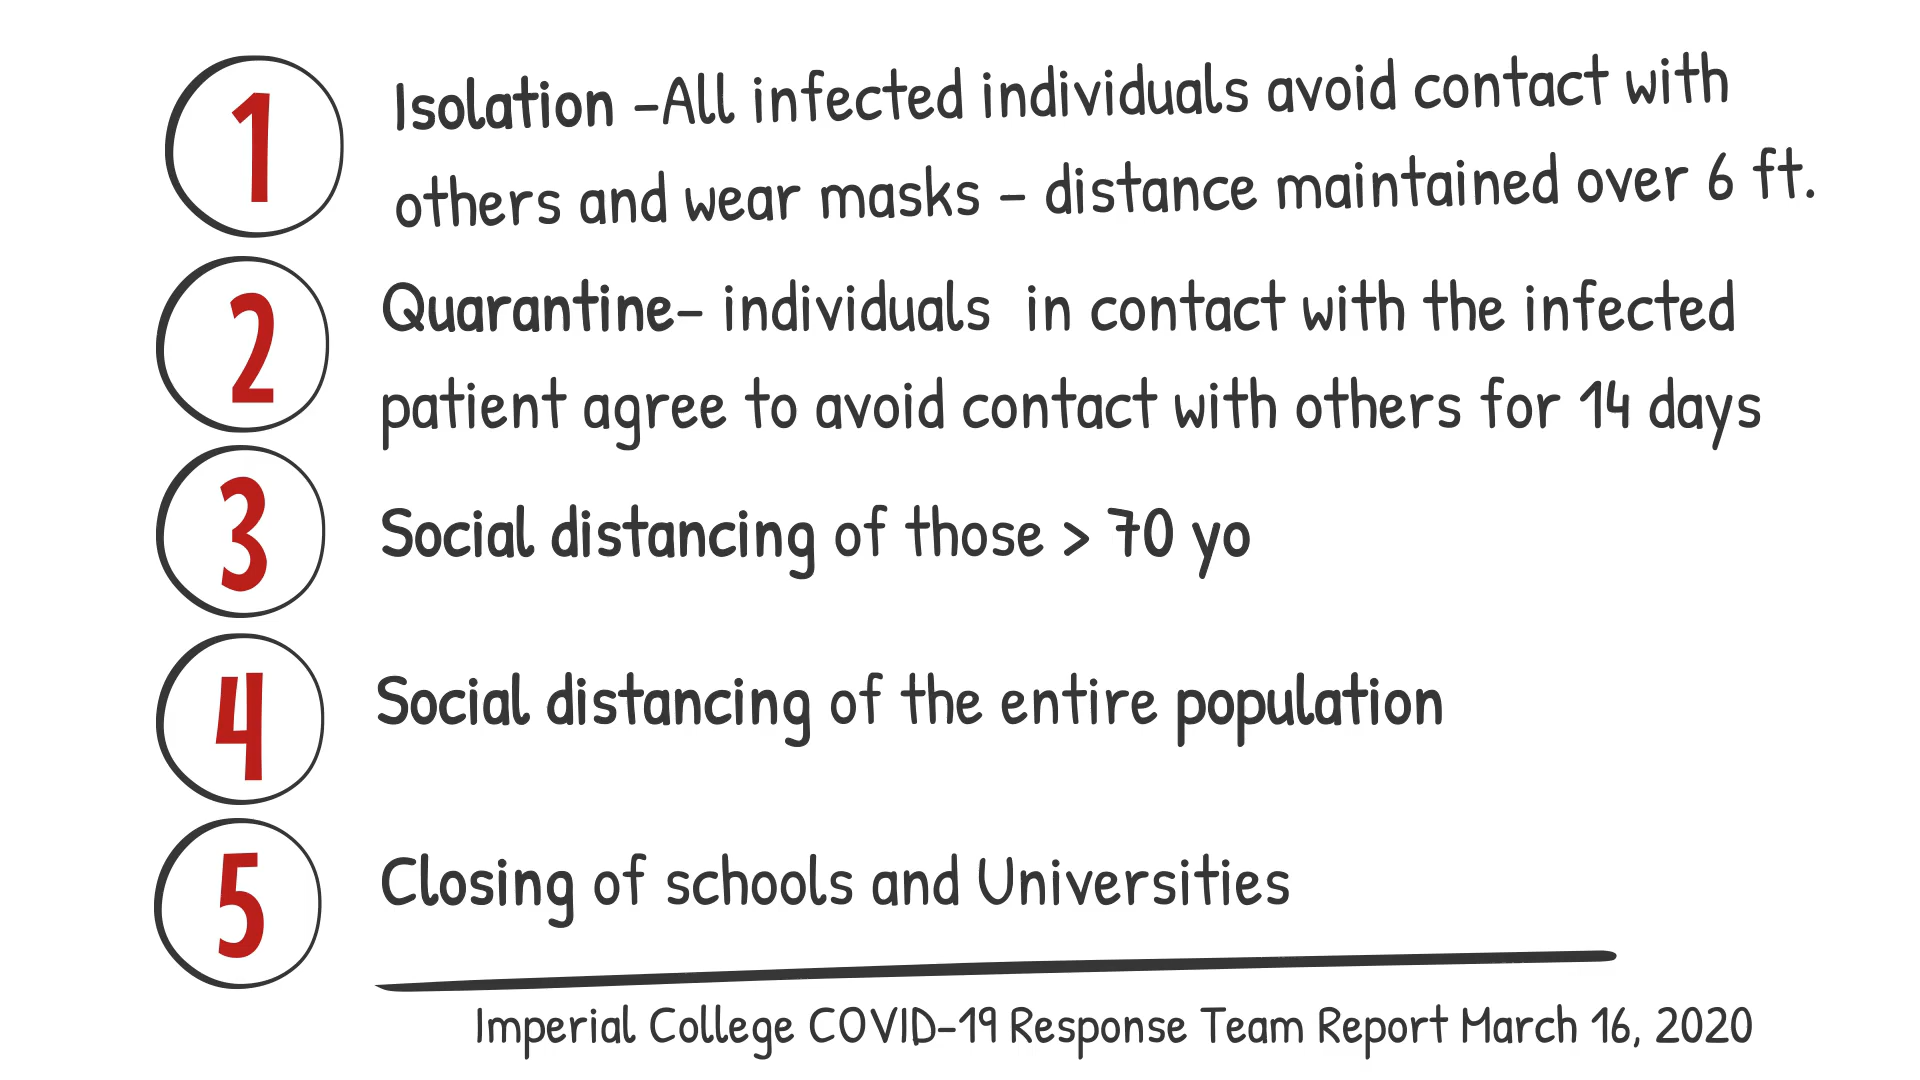 1
Isolation -All infected individuals avoid contact with
others and wear masks - distance maintained over 6 ft.
2
Quarantine- individuals  in contact with the infected
patient agree to avoid contact with others for 14 days
3
Social distancing of those > 70 yo
4
Social distancing of the entire population
5
Closing of schools and Universities
Imperial College COVID-19 Response Team Report March 16, 2020